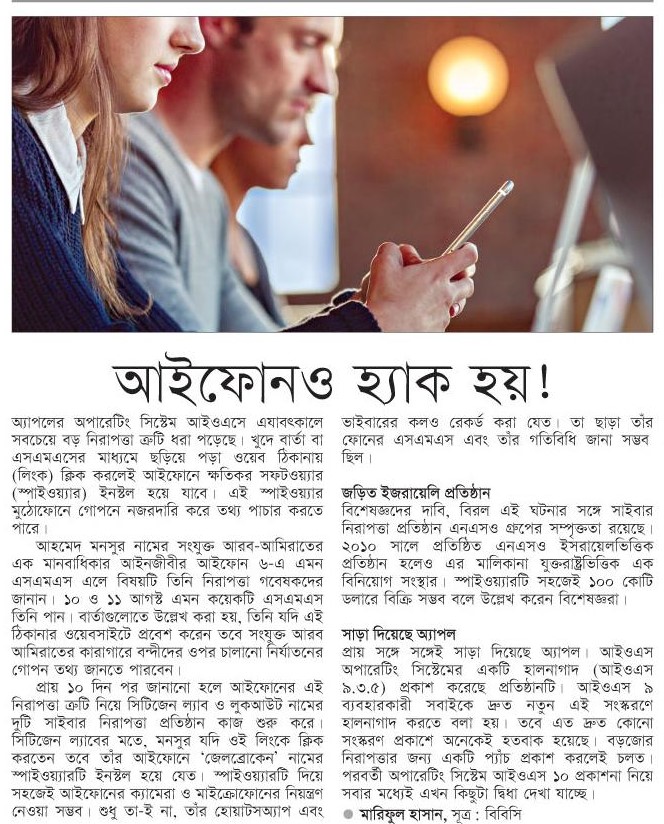 আইফোনও হ্যাক হয়!
অ্যাপলের অপারেটিং সিস্টেম আইওএসে এযাবৎকালে
সবচেয়ে বড় নিরাপত্তা ত্রুটি ধরা পড়েছে। খুদে বার্তা বা
এসএমএসের মাধ্যমে ছড়িয়ে পড়া ওয়েব ঠিকানায়
(লিংক) ক্লিক করলেই আইফোনে ক্ষতিকর সফটওয়্যার
(স্পাইওয়্যার) ইনস্টল হয়ে যাবে। এই স্পাইওয়্যার
মুঠোফোনে গোপনে নজরদারি করে তথ্য পাচার করতে
পারে।
আহমেদ মনসুর নামের সংযুক্ত আরব-আমিরাতের
এক মানবাধিকার আইনজীবীর আইফোন ৬-এ এমন
এসএমএস এলে বিষয়টি তিনি নিরাপত্তা গবেষকদের
জানান। ১০ ও ১১ আগস্ট এমন কয়েকটি এসএমএস
তিনি পান। বার্তাগুলোতে উল্লেখ করা হয়, তিনি যদি এই
ঠিকানার ওয়েবসাইটে প্রবেশ করেন তবে সংযুক্ত আরব
আমিরাতের কারাগারে বন্দীদের ওপর চালানো নির্যাতনের
গোপন তথ্য জানতে পারবেন।
প্রায় ১০ দিন পর জানানো হলে আইফোনের এই
নিরাপত্তা ত্রুটি নিয়ে সিটিজেন ল্যাব ও লুকআউট নামের
দুটি সাইবার নিরাপত্তা প্রতিষ্ঠান কাজ শুরু করে।
সিটিজেন ল্যাবের মতে, মনসুর যদি ওই লিংকে ক্লিক
করতেন তবে তাঁর আইফোনে ‘জেলব্রোকেন’ নামের
স্পাইওয়্যারটি ইনস্টল হয়ে যেত। স্পাইওয়্যারটি দিয়ে
সহজেই আইফোনের ক্যামেরা ও মাইক্রোফোনের নিয়ন্ত্রণ
নেওয়া সম্ভব। শুধু তা-ই না, তাঁর হোয়াটসঅ্যাপ এবং
ভাইবারের কলও রেকর্ড করা যেত। তা ছাড়া তাঁর
ফোনের এসএমএস এবং তাঁর গতিবিধি জানা সম্ভব
ছিল।
জড়িত ইজরায়েলি প্রতিষ্ঠান
বিশেষজ্ঞদের দাবি, বিরল এই ঘটনার সঙ্গে সাইবার
নিরাপত্তা প্রতিষ্ঠান এনএসও গ্রুপের সম্পৃক্ততা রয়েছে।
২০১০ সালে প্রতিষ্ঠিত এনএসও ইসরায়েলভিত্তিক
প্রতিষ্ঠান হলেও এর মালিকানা যুক্তরাষ্ট্রভিত্তিক এক
বিনিয়োগ সংস্থার। স্পাইওয়্যারটি সহজেই ১০০ কোটি
ডলারে বিক্রি সম্ভব বলে উল্লেখ করেন বিশেষজ্ঞরা।
সাড়া দিয়েছে অ্যাপল
প্রায় সঙ্গে সঙ্গেই সাড়া দিয়েছে অ্যাপল। আইওএস
অপারেটিং সিস্টেমের একটি হালনাগাদ (আইওএস
৯.৩.৫) প্রকাশ করেছে প্রতিষ্ঠানটি। আইওএস ৯
ব্যবহারকারী সবাইকে দ্রুত নতুন এই সংস্করণে
হালনাগাদ করতে বলা হয়। তবে এত দ্রুত কোনো
সংস্করণ প্রকাশে অনেকেই হতবাক হয়েছে। বড়জোর
নিরাপত্তার জন্য একটি প্যাঁচ প্রকাশ করলেই চলত।
পরবর্তী অপারেটিং সিস্টেম আইওএস ১০ প্রকাশনা নিয়ে
সবার মধ্যেই এখন কিছুটা দ্বিধা দেখা যাচ্ছে।
● মারিফুল হাসান, সূত্র : বিবিসি